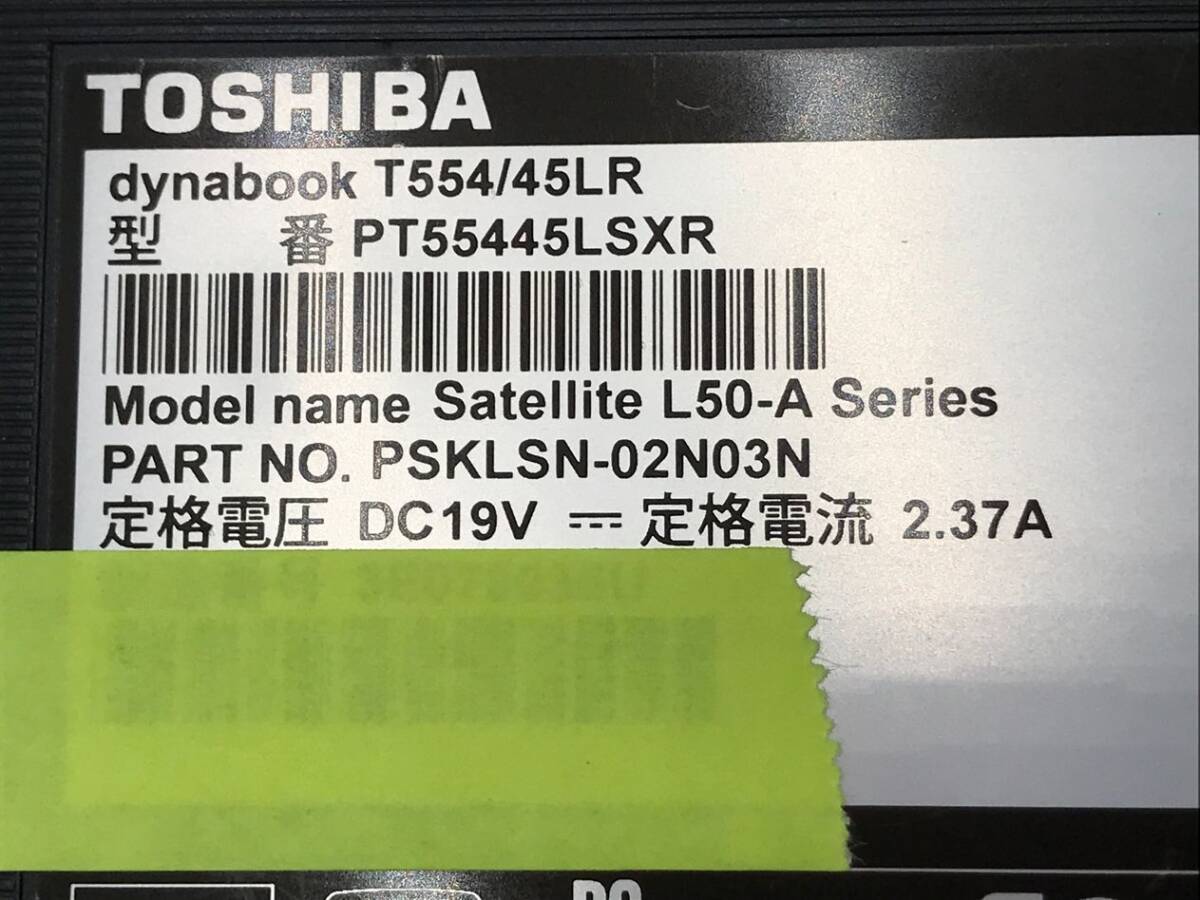 TOSHIBA
dynabook T554/45LR
型 番 PT55445LSXR
Model name Satellite L50-A Series
PART NO. PSKLSN-02N03N
定格電圧 DC19V ⎓ 定格電流 2.37A